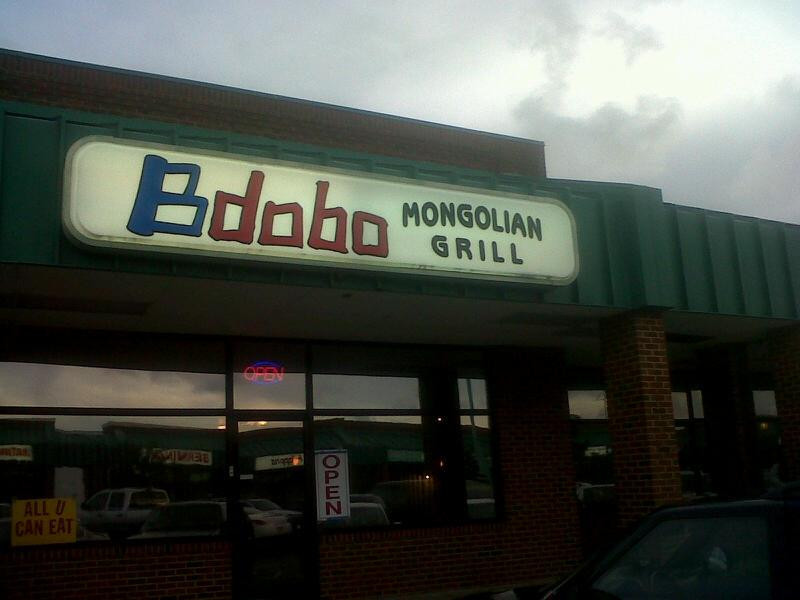 Bdobo
MONGOLIAN
GRILL
OPEN
OPEN
ALL U
CAN EAT